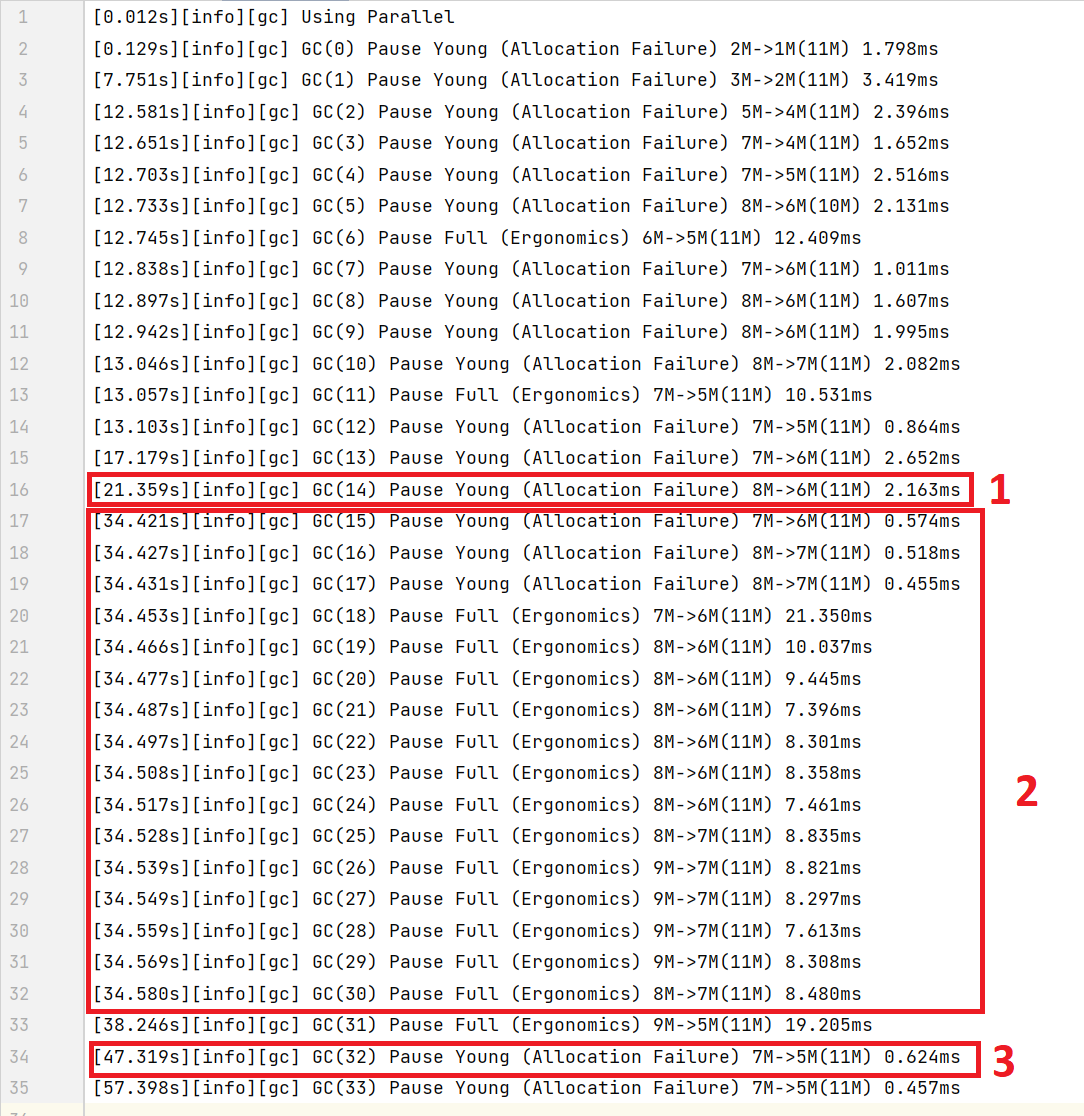 1 [0.012s][info][gc] Using Parallel
2 [0.129s][info][gc] GC(0) Pause Young (Allocation Failure) 2M->1M(11M) 1.798ms
3 [7.751s][info][gc] GC(1) Pause Young (Allocation Failure) 3M->2M(11M) 3.419ms
4 [12.581s][info][gc] GC(2) Pause Young (Allocation Failure) 5M->4M(11M) 2.396ms
5 [12.651s][info][gc] GC(3) Pause Young (Allocation Failure) 7M->4M(11M) 1.652ms
6 [12.703s][info][gc] GC(4) Pause Young (Allocation Failure) 7M->5M(11M) 2.516ms
7 [12.733s][info][gc] GC(5) Pause Young (Allocation Failure) 8M->6M(10M) 2.131ms
8 [12.745s][info][gc] GC(6) Pause Full (Ergonomics) 6M->5M(11M) 12.409ms
9 [12.838s][info][gc] GC(7) Pause Young (Allocation Failure) 7M->6M(11M) 1.011ms
10 [12.897s][info][gc] GC(8) Pause Young (Allocation Failure) 8M->6M(11M) 1.607ms
11 [12.942s][info][gc] GC(9) Pause Young (Allocation Failure) 8M->6M(11M) 1.995ms
12 [13.046s][info][gc] GC(10) Pause Young (Allocation Failure) 8M->7M(11M) 2.082ms
13 [13.057s][info][gc] GC(11) Pause Full (Ergonomics) 7M->5M(11M) 10.531ms
14 [13.103s][info][gc] GC(12) Pause Young (Allocation Failure) 7M->5M(11M) 0.864ms
15 [17.179s][info][gc] GC(13) Pause Young (Allocation Failure) 7M->6M(11M) 2.652ms
16 [21.359s][info][gc] GC(14) Pause Young (Allocation Failure) 8M->6M(11M) 2.163ms 1
17 [34.421s][info][gc] GC(15) Pause Young (Allocation Failure) 7M->6M(11M) 0.574ms
18 [34.427s][info][gc] GC(16) Pause Young (Allocation Failure) 8M->7M(11M) 0.518ms
19 [34.431s][info][gc] GC(17) Pause Young (Allocation Failure) 8M->7M(11M) 0.455ms
20 [34.453s][info][gc] GC(18) Pause Full (Ergonomics) 7M->6M(11M) 21.350ms
21 [34.466s][info][gc] GC(19) Pause Full (Ergonomics) 8M->6M(11M) 10.037ms
22 [34.477s][info][gc] GC(20) Pause Full (Ergonomics) 8M->6M(11M) 9.445ms
23 [34.487s][info][gc] GC(21) Pause Full (Ergonomics) 8M->6M(11M) 7.396ms
24 [34.497s][info][gc] GC(22) Pause Full (Ergonomics) 8M->6M(11M) 8.301ms
25 [34.508s][info][gc] GC(23) Pause Full (Ergonomics) 8M->6M(11M) 8.358ms
26 [34.517s][info][gc] GC(24) Pause Full (Ergonomics) 8M->6M(11M) 7.461ms 2
27 [34.528s][info][gc] GC(25) Pause Full (Ergonomics) 8M->7M(11M) 8.835ms
28 [34.539s][info][gc] GC(26) Pause Full (Ergonomics) 9M->7M(11M) 8.821ms
29 [34.549s][info][gc] GC(27) Pause Full (Ergonomics) 9M->7M(11M) 8.297ms
30 [34.559s][info][gc] GC(28) Pause Full (Ergonomics) 9M->7M(11M) 7.613ms
31 [34.569s][info][gc] GC(29) Pause Full (Ergonomics) 9M->7M(11M) 8.308ms
32 [34.580s][info][gc] GC(30) Pause Full (Ergonomics) 8M->7M(11M) 8.480ms
33 [38.246s][info][gc] GC(31) Pause Full (Ergonomics) 9M->5M(11M) 19.205ms
34 [47.319s][info][gc] GC(32) Pause Young (Allocation Failure) 7M->5M(11M) 0.624ms 3
35 [57.398s][info][gc] GC(33) Pause Young (Allocation Failure) 7M->5M(11M) 0.457ms